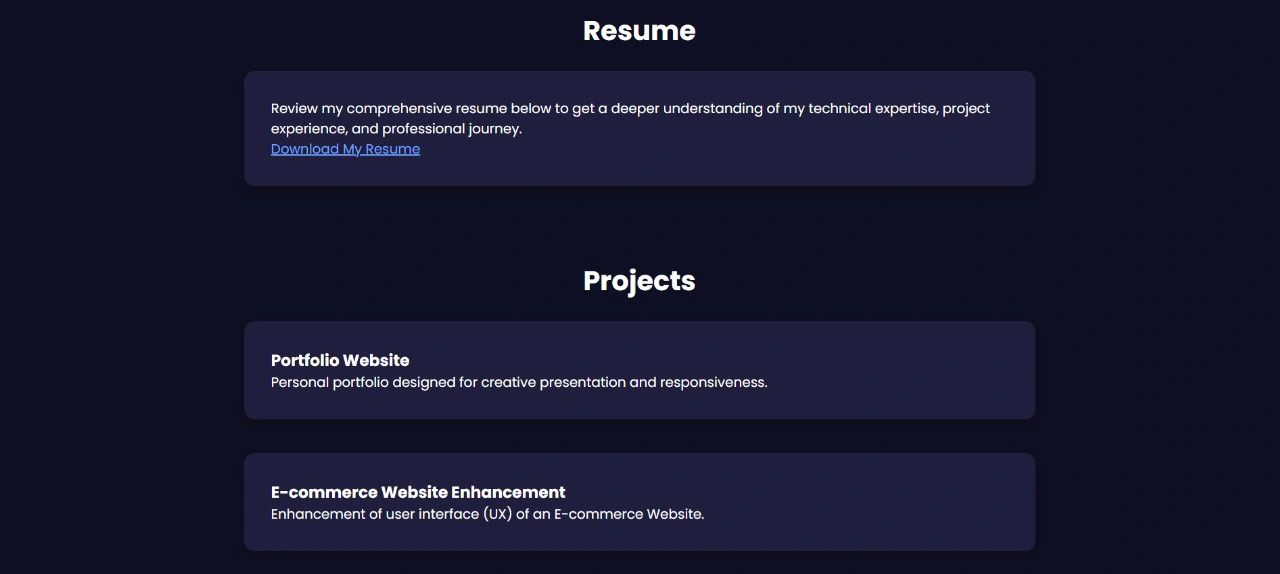 Resume
Review my comprehensive resume below to get a deeper understanding of my technical expertise, project
experience, and professional journey.
Download My Resume
Projects
Portfolio Website
Personal portfolio designed for creative presentation and responsiveness.
E-commerce Website Enhancement
Enhancement of user interface (UX) of an E-commerce Website.